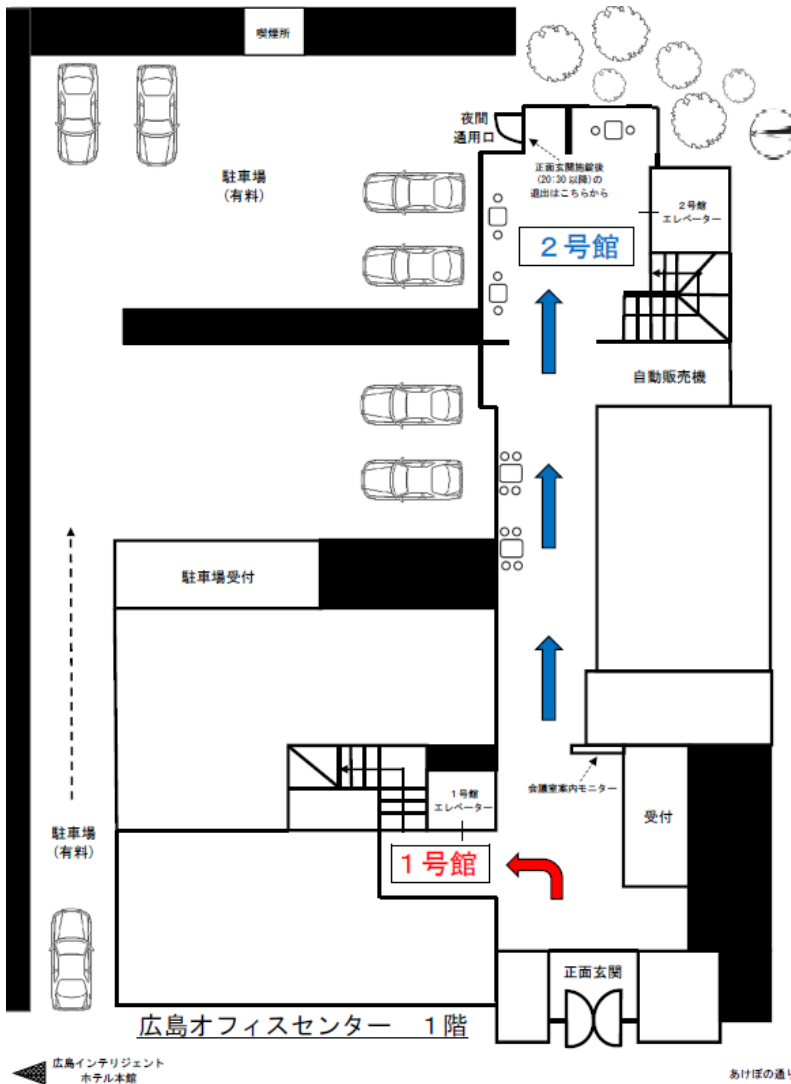 喫煙所
夜間
通用口
正面玄関施錠後
(20:30以降)の
退出はこちらから
駐車場
(有料)
2号館
エレベーター
2号館
自動販売機
駐車場受付
会議室案内モニター
1号館
エレベーター
受付
駐車場
(有料)
1号館
正面玄関
広島オフィスセンター 1階
広島インテリジェント
ホテル本館
あけぼの通り